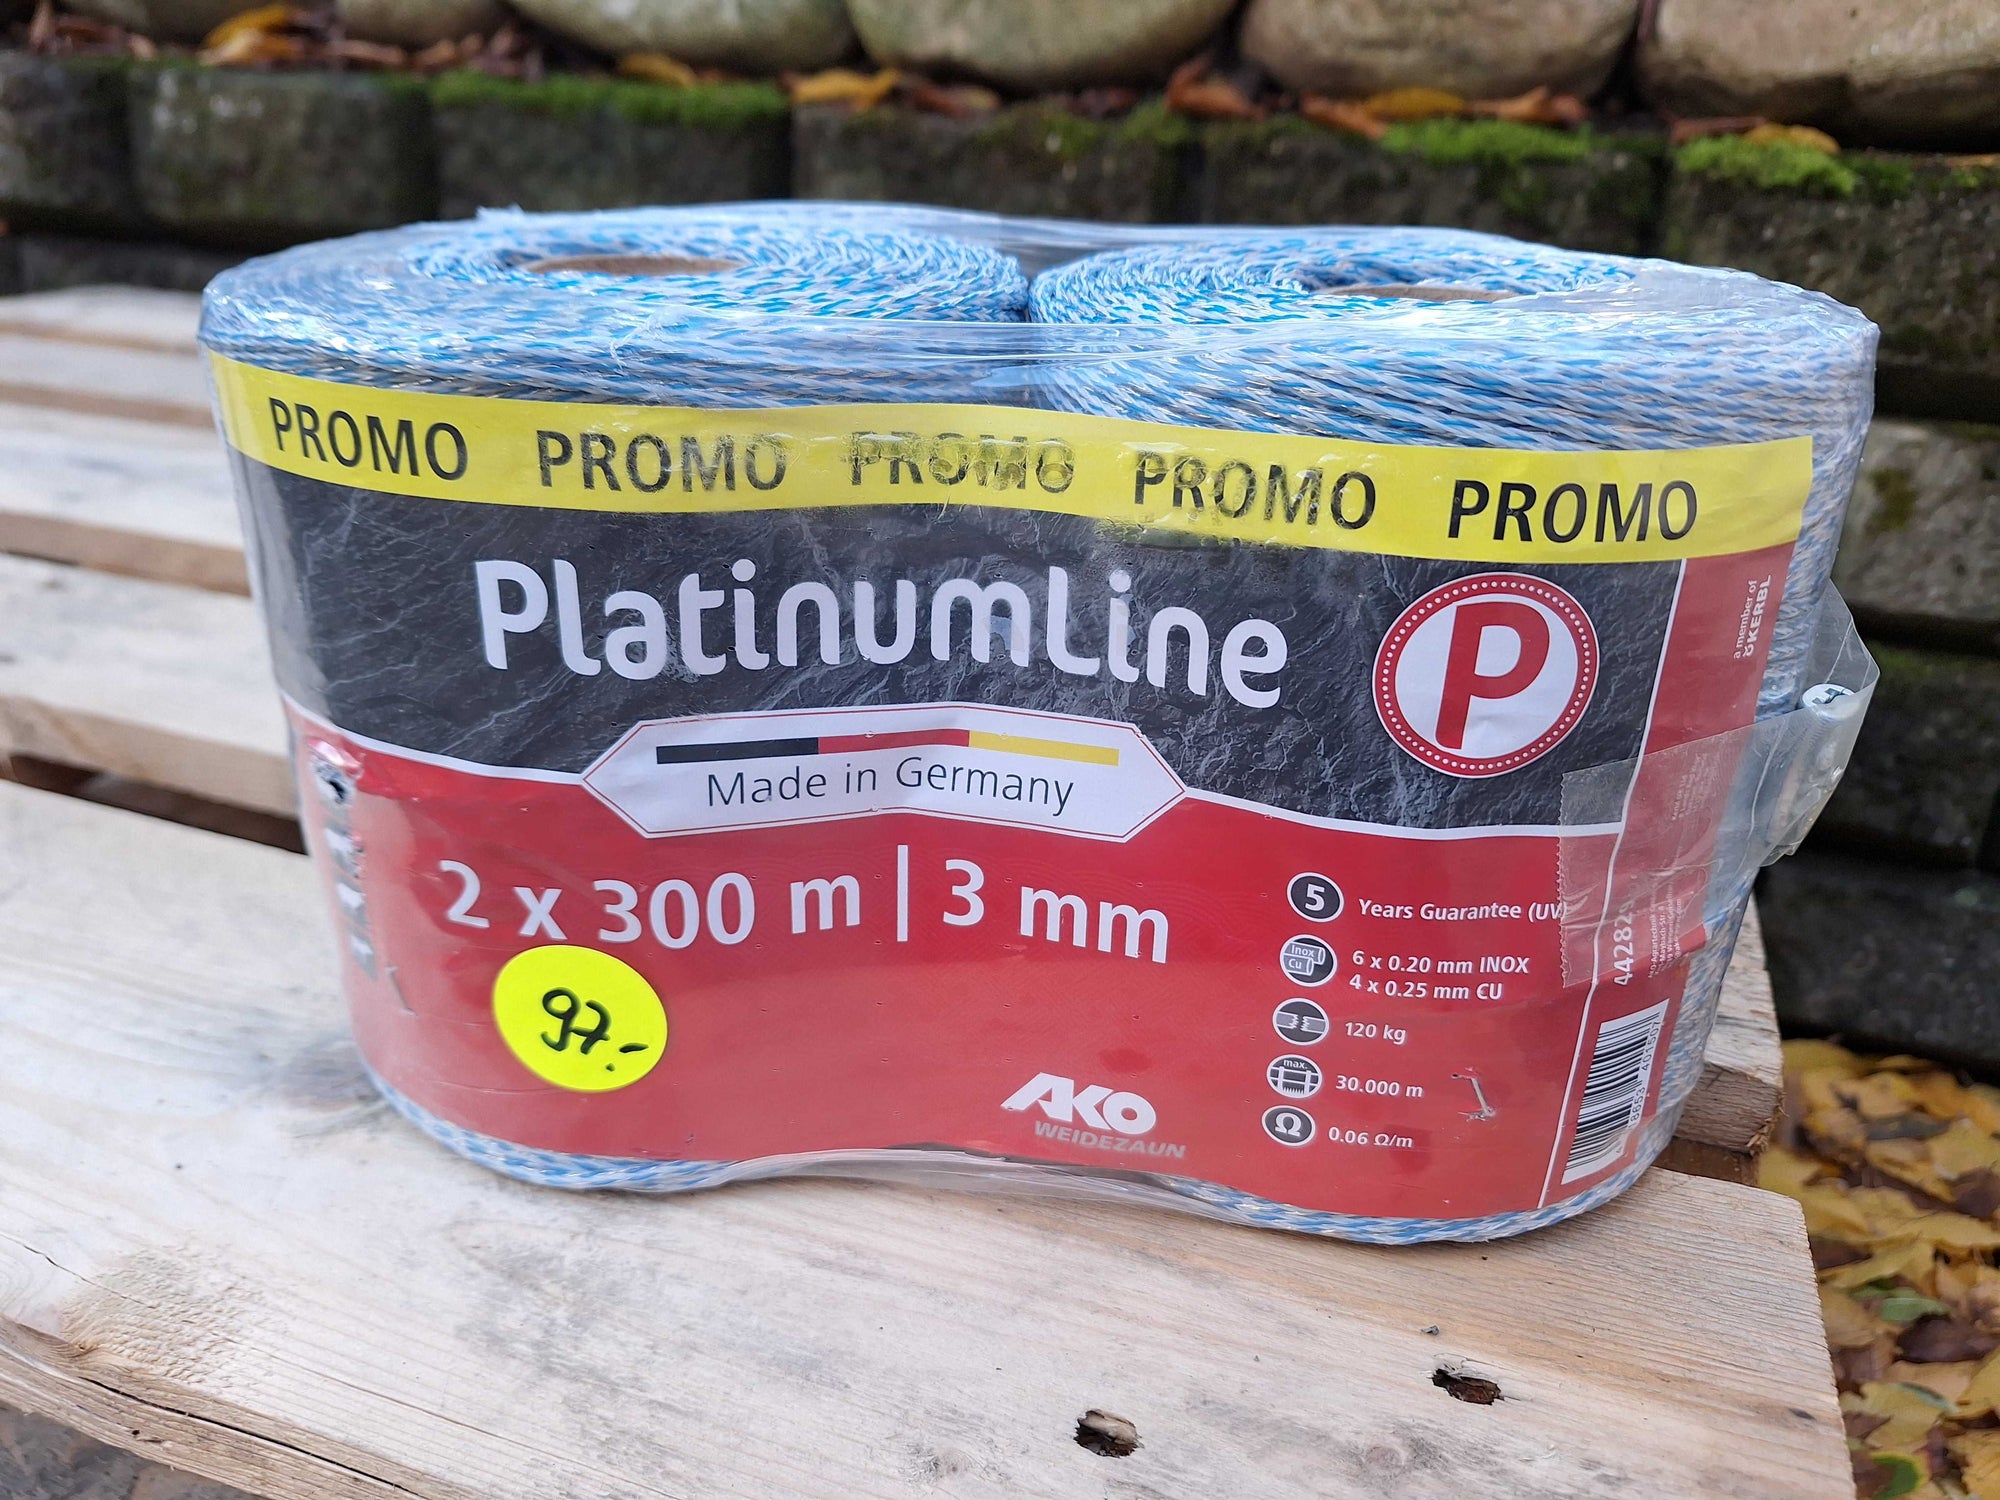 PROMO PROMO PROMO PROMO PROMO
PlatinumLine
P
a member of
KERBL
Made in Germany
2 x 300 m | 3 mm
97.-
5 Years Guarantee (UV)
Inox
Cu
6 x 0.20 mm INOX
4 x 0.25 mm CU
120 kg
max.
30.000 m
Ω 0.06 Ω/m
AKO
WEIDEZAUN